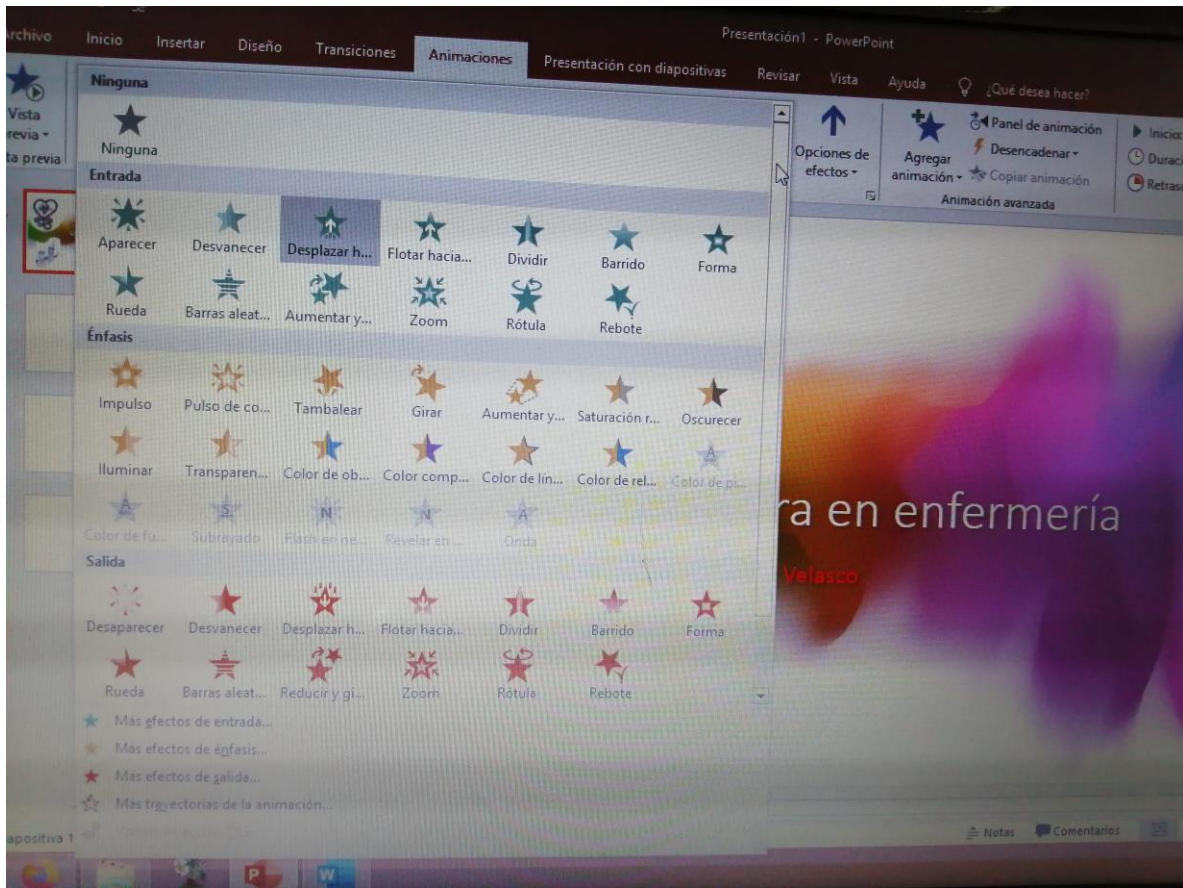 Presentación1 - PowerPoint
Archivo Inicio Insertar Diseño Transiciones Animaciones Presentación con diapositivas Revisar Vista Ayuda ¿Qué desea hacer?
Vista
previa
Ninguna
Ninguna
Entrada
Aparecer Desvanecer Desplazar h... Flotar hacia... Dividir Barrido Forma
Rueda Barras aleat... Aumentar y... Zoom Rótula Rebote
Énfasis
Impulso Pulso de co... Tambalear Girar Aumentar y... Saturación r... Oscurecer
Iluminar Transparen... Color de ob... Color comp... Color de lín... Color de rel... Color de pi...
Color de fu... Subrayado Flash en ne... Revelar en ... Onda
Salida
Desaparecer Desvanecer Desplazar h... Flotar hacia... Dividir Barrido Forma
Rueda Barras aleat... Reducir y gi... Zoom Rótula Rebote
Más efectos de entrada...
Más efectos de énfasis...
Más efectos de salida...
Más trayectorias de la animación...
Opciones de
efectos
Agregar
animación
Panel de animación
Desencadenar
Copiar animación
Animación avanzada
ra en enfermería
Velasco
Notas Comentarios